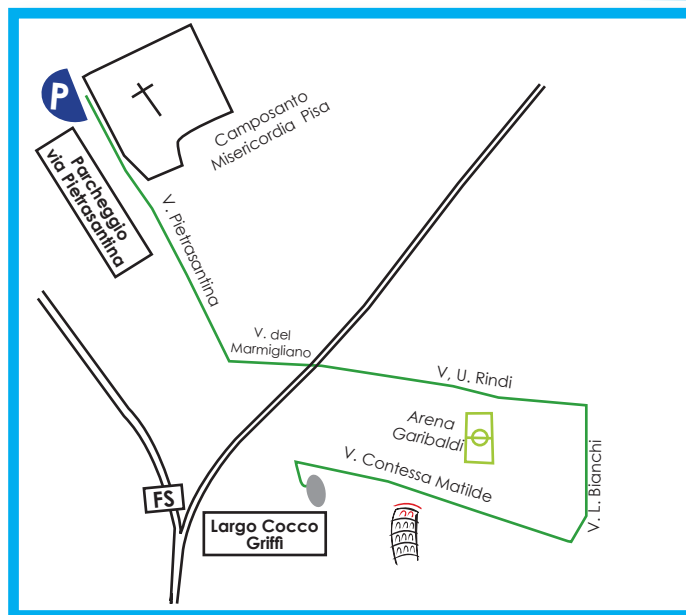 P
Camposanto
Misericordia Pisa
Parcheggio
via Pietrasantina
V. Pietrasantina
V. del
Marmigliano
V, U. Rindi
Arena
Garibaldi
V. Contessa Matilde
V. L. Bianchi
FS
Largo Cocco
Griffi